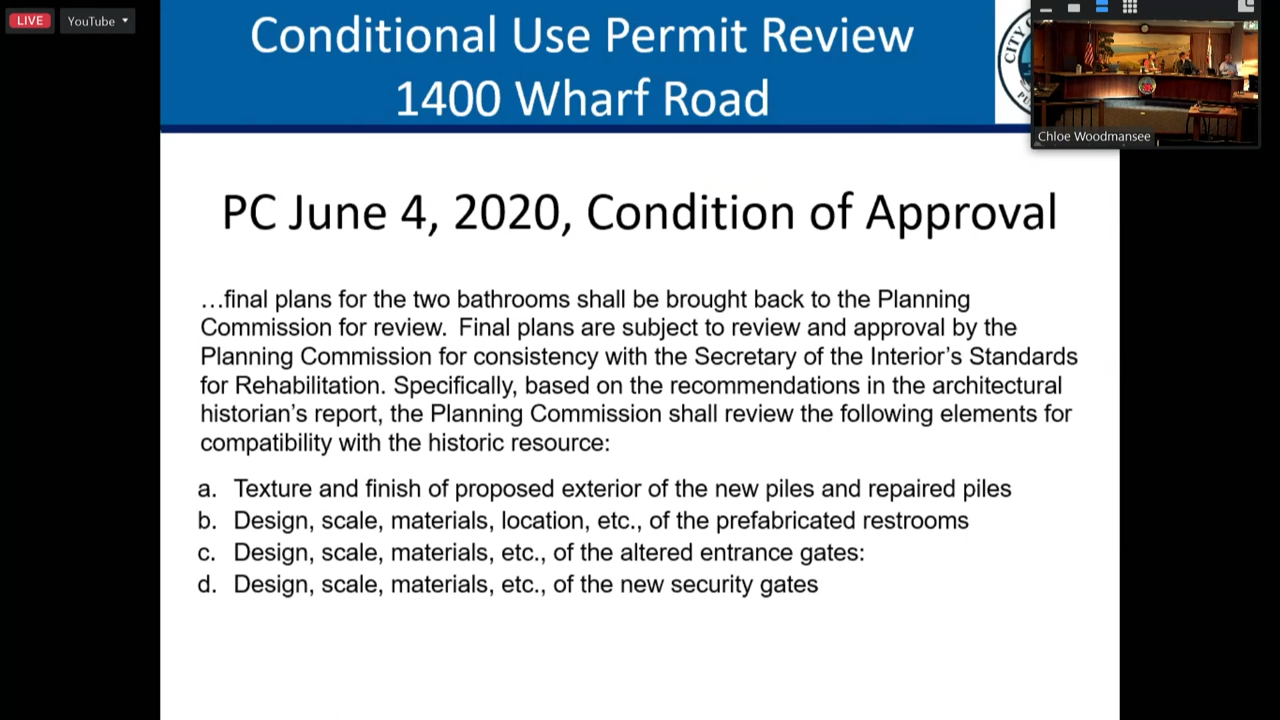 LIVE
YouTube
Conditional Use Permit Review
1400 Wharf Road
CITY
PU
Chloe Woodmansee
PC June 4, 2020, Condition of Approval
…final plans for the two bathrooms shall be brought back to the Planning
Commission for review.  Final plans are subject to review and approval by the
Planning Commission for consistency with the Secretary of the Interior’s Standards
for Rehabilitation. Specifically, based on the recommendations in the architectural
historian’s report, the Planning Commission shall review the following elements for
compatibility with the historic resource:
a. Texture and finish of proposed exterior of the new piles and repaired piles
b. Design, scale, materials, location, etc., of the prefabricated restrooms
c. Design, scale, materials, etc., of the altered entrance gates:
d. Design, scale, materials, etc., of the new security gates